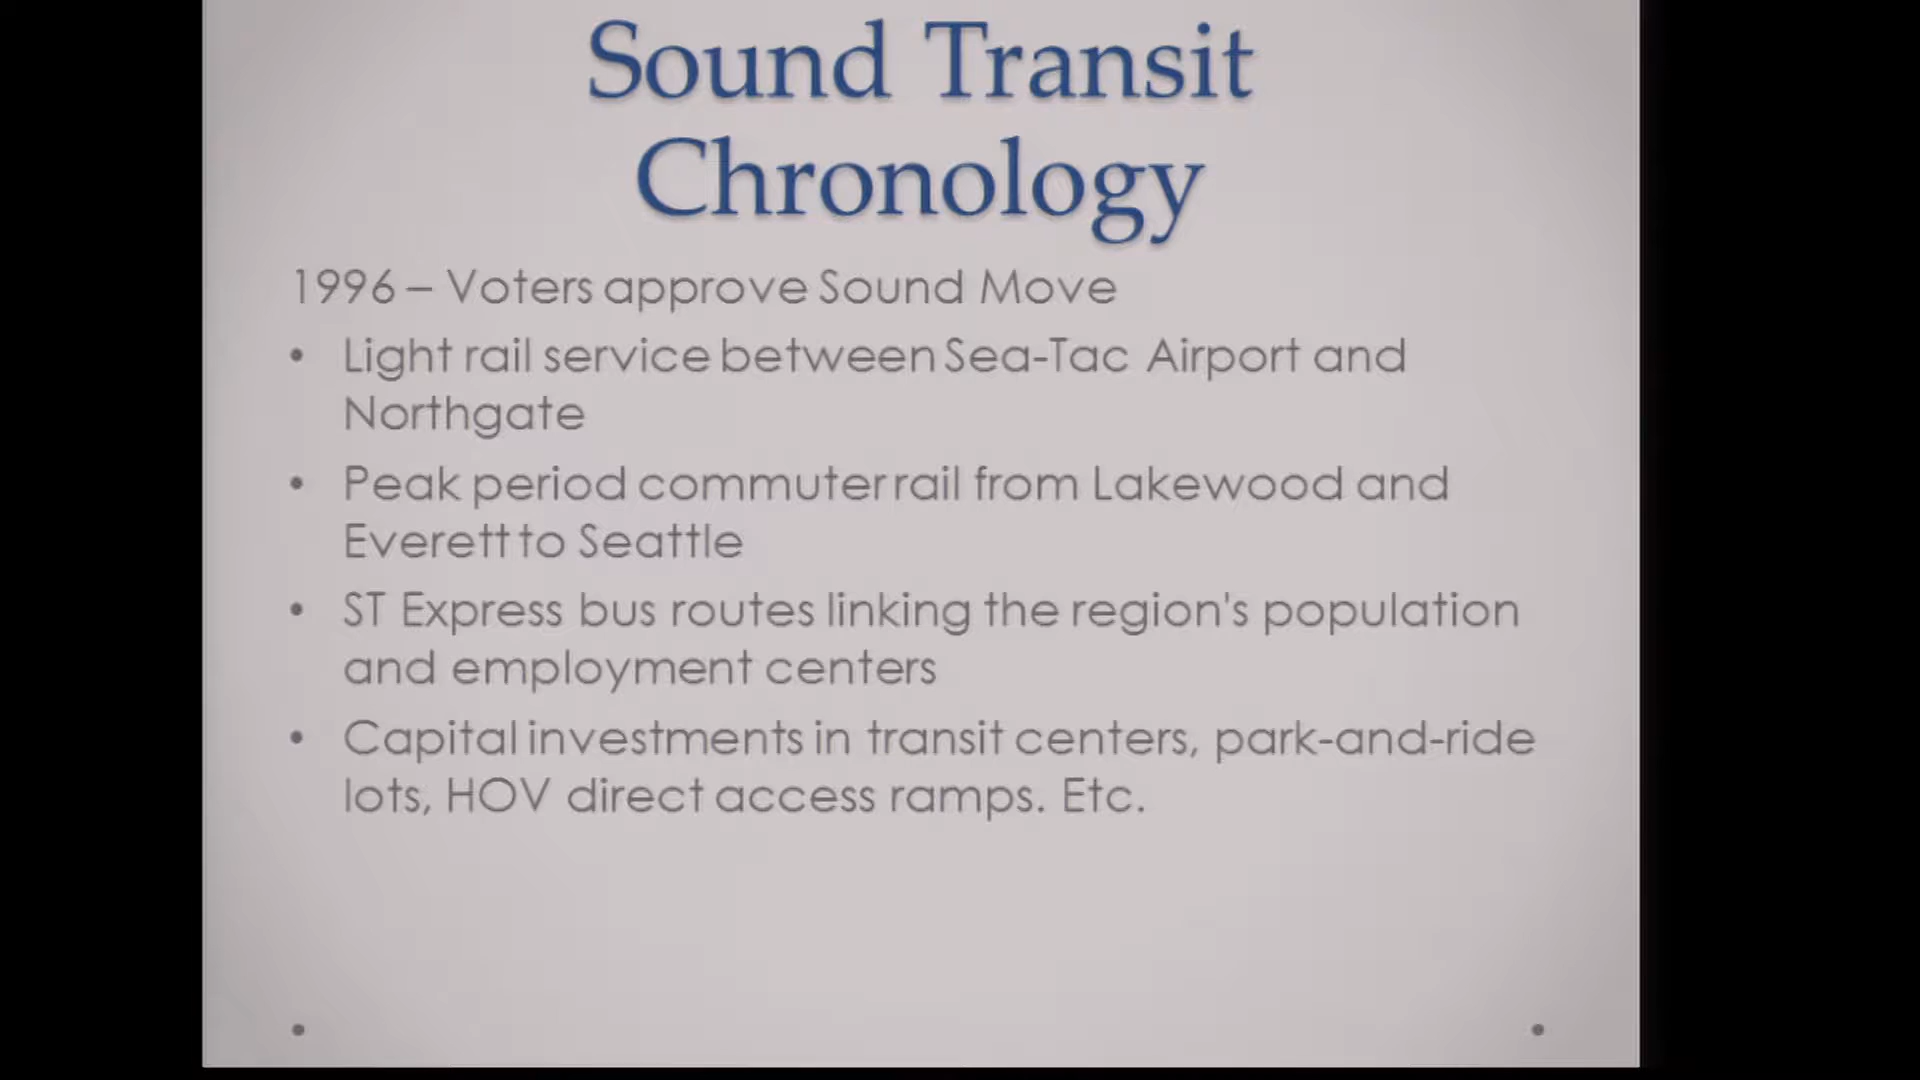 Sound Transit
Chronology
1996 – Voters approve Sound Move
• Light rail service between Sea-Tac Airport and
Northgate
• Peak period commuter rail from Lakewood and
Everett to Seattle
• ST Express bus routes linking the region's population
and employment centers
• Capital investments in transit centers, park-and-ride
lots, HOV direct access ramps. Etc.